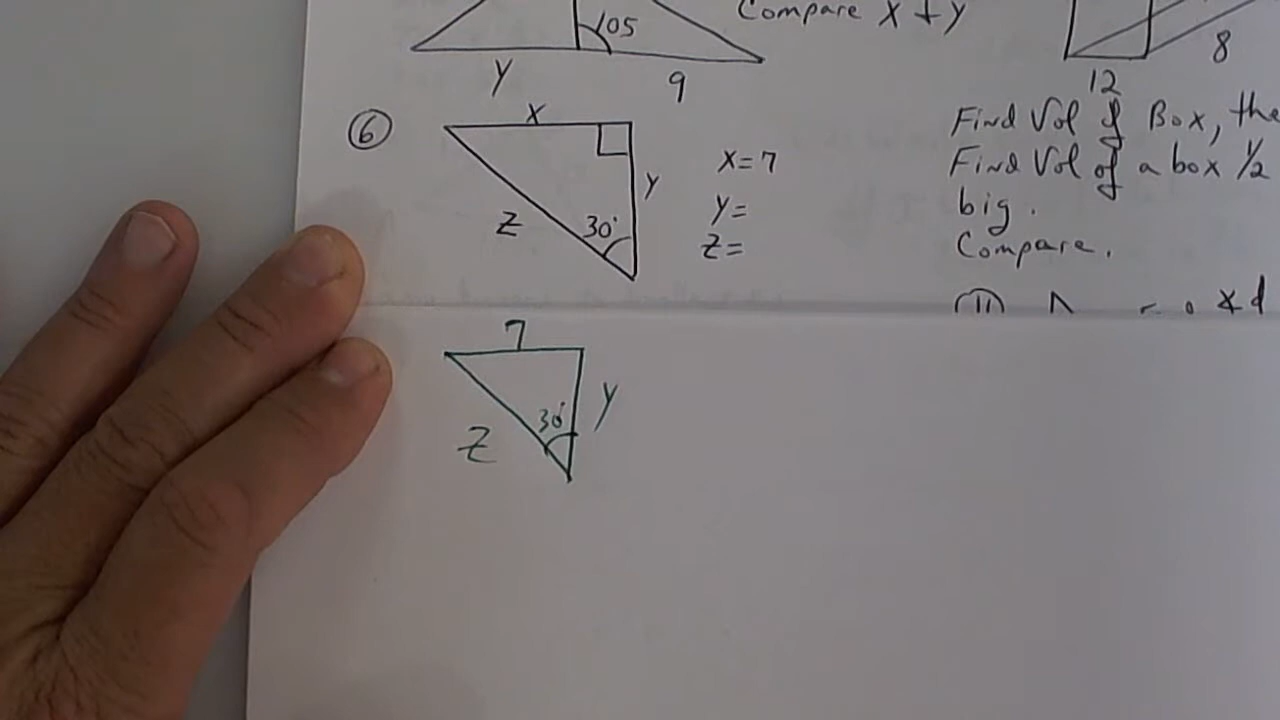 Compare x + y
105
y
9
8
12
6
x
y
z
30°
x = 7
y =
z =
Find Vol of Box, the
Find Vol of a box 1/2
big.
Compare.
7
y
z
30°